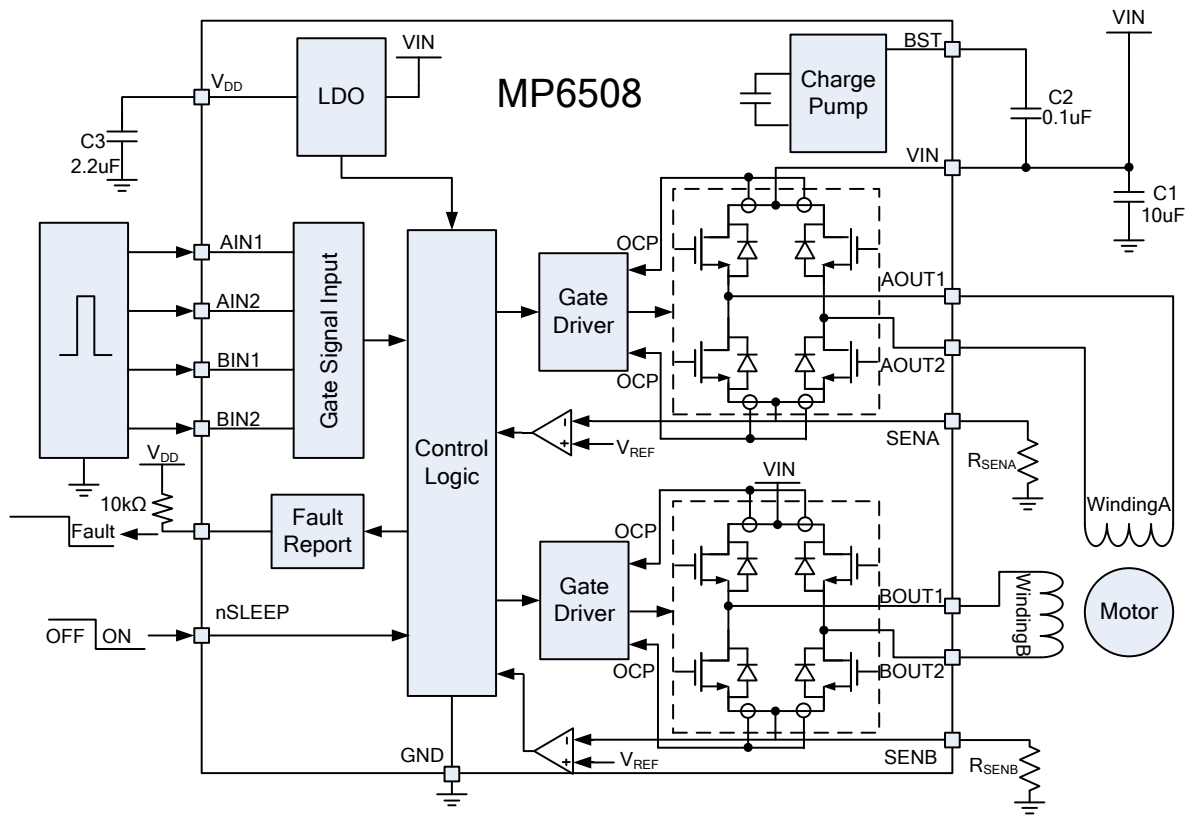 VIN
VIN
BST
LDO
MP6508
Charge
Pump
VDD
C2
0.1uF
C3
2.2uF
VIN
C1
10uF
AIN1
OCP
AOUT1
AIN2
Gate Signal Input
Gate
Driver
BIN1
AOUT2
OCP
BIN2
Control
Logic
VREF
SENA
RSENA
VDD
VIN
10kΩ
WindingA
Fault
Fault
Report
OCP
Gate
Driver
BOUT1
WindingB
Motor
nSLEEP
OFF
ON
OCP
BOUT2
GND
VREF
SENB
RSENB